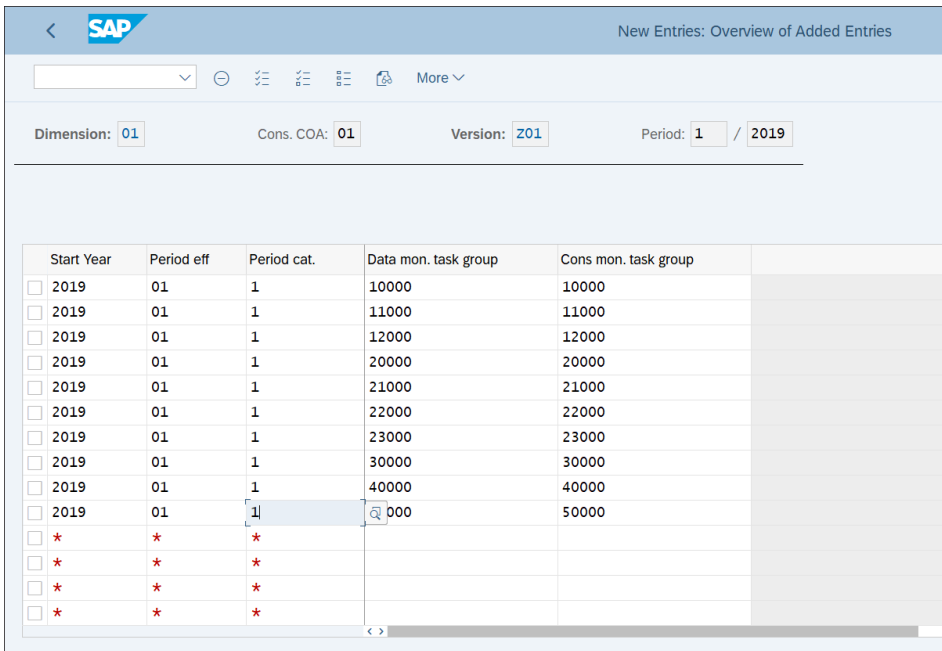 SAP New Entries: Overview of Added Entries
More
Dimension: 01 Cons. COA: 01 Version: Z01 Period: 1 / 2019
Start Year Period eff Period cat. Data mon. task group Cons mon. task group
2019 01 1 10000 10000
2019 01 1 11000 11000
2019 01 1 12000 12000
2019 01 1 20000 20000
2019 01 1 21000 21000
2019 01 1 22000 22000
2019 01 1 23000 23000
2019 01 1 30000 30000
2019 01 1 40000 40000
2019 01 1 000 50000
* * *
* * *
* * *
* * *